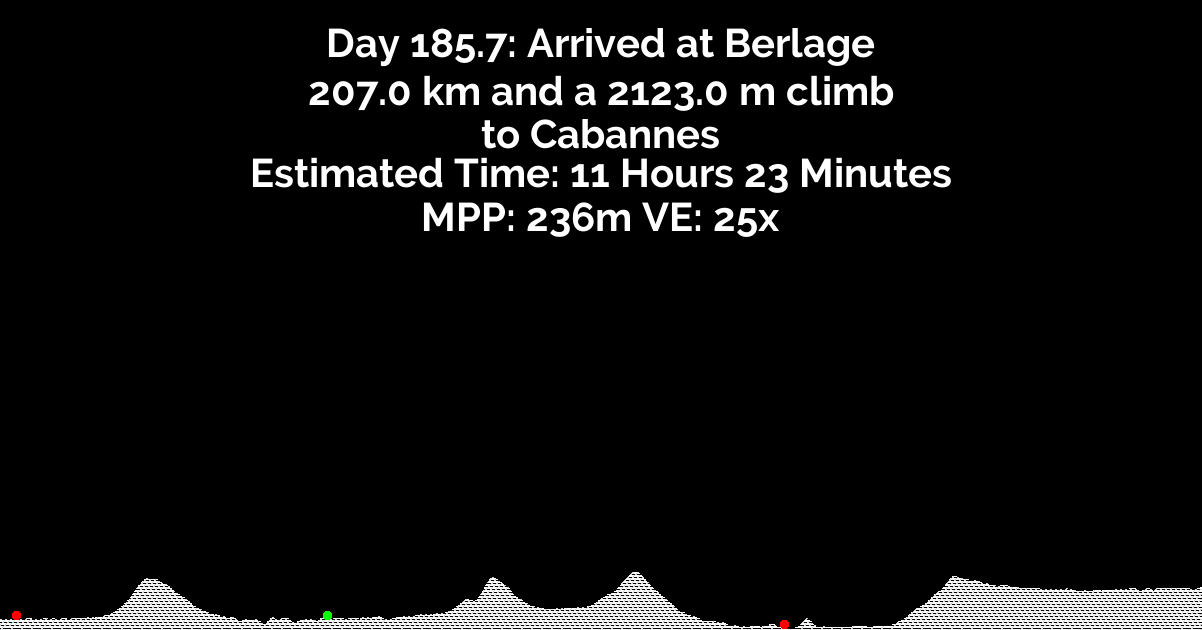 Day 185.7: Arrived at Berlage
207.0 km and a 2123.0 m climb
to Cabannes
Estimated Time: 11 Hours 23 Minutes
MPP: 236m VE: 25x